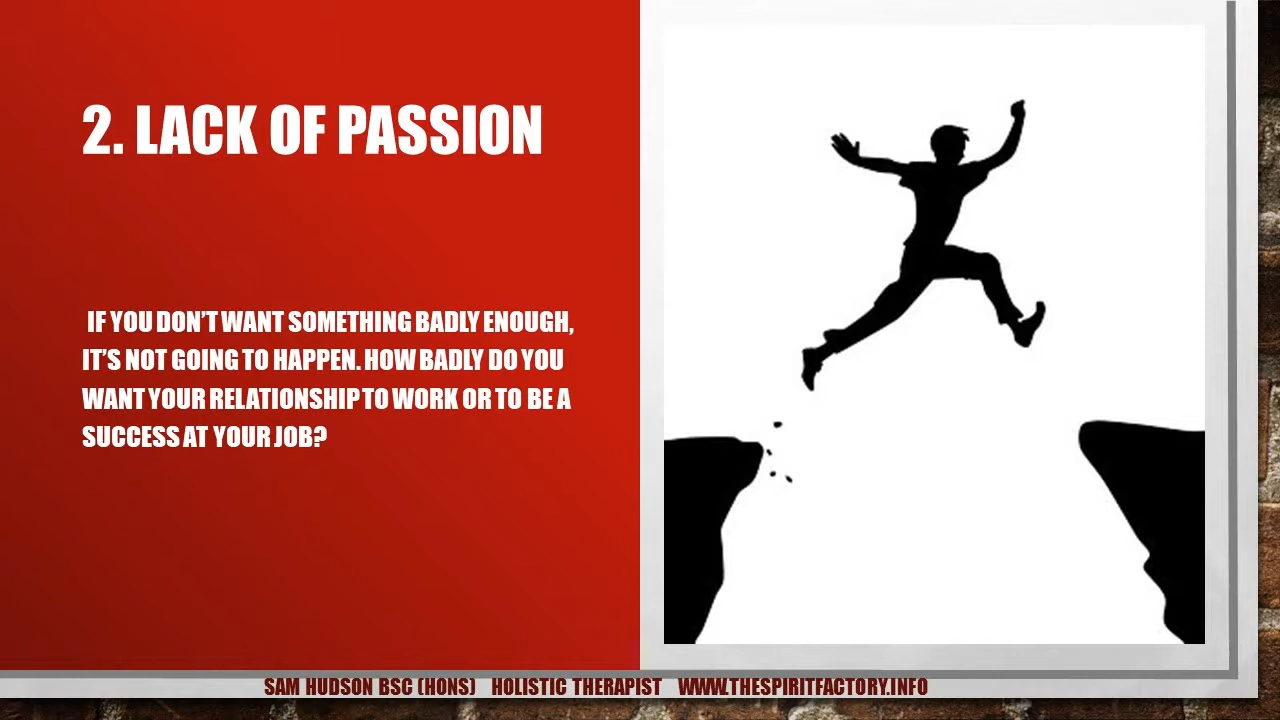 2. LACK OF PASSION
IF YOU DON'T WANT SOMETHING BADLY ENOUGH,
IT'S NOT GOING TO HAPPEN. HOW BADLY DO YOU
WANT YOUR RELATIONSHIP TO WORK OR TO BE A
SUCCESS AT YOUR JOB?
SAM HUDSON BSC (HONS) HOLISTIC THERAPIST WWW.THESPIRITFACTORY.INFO